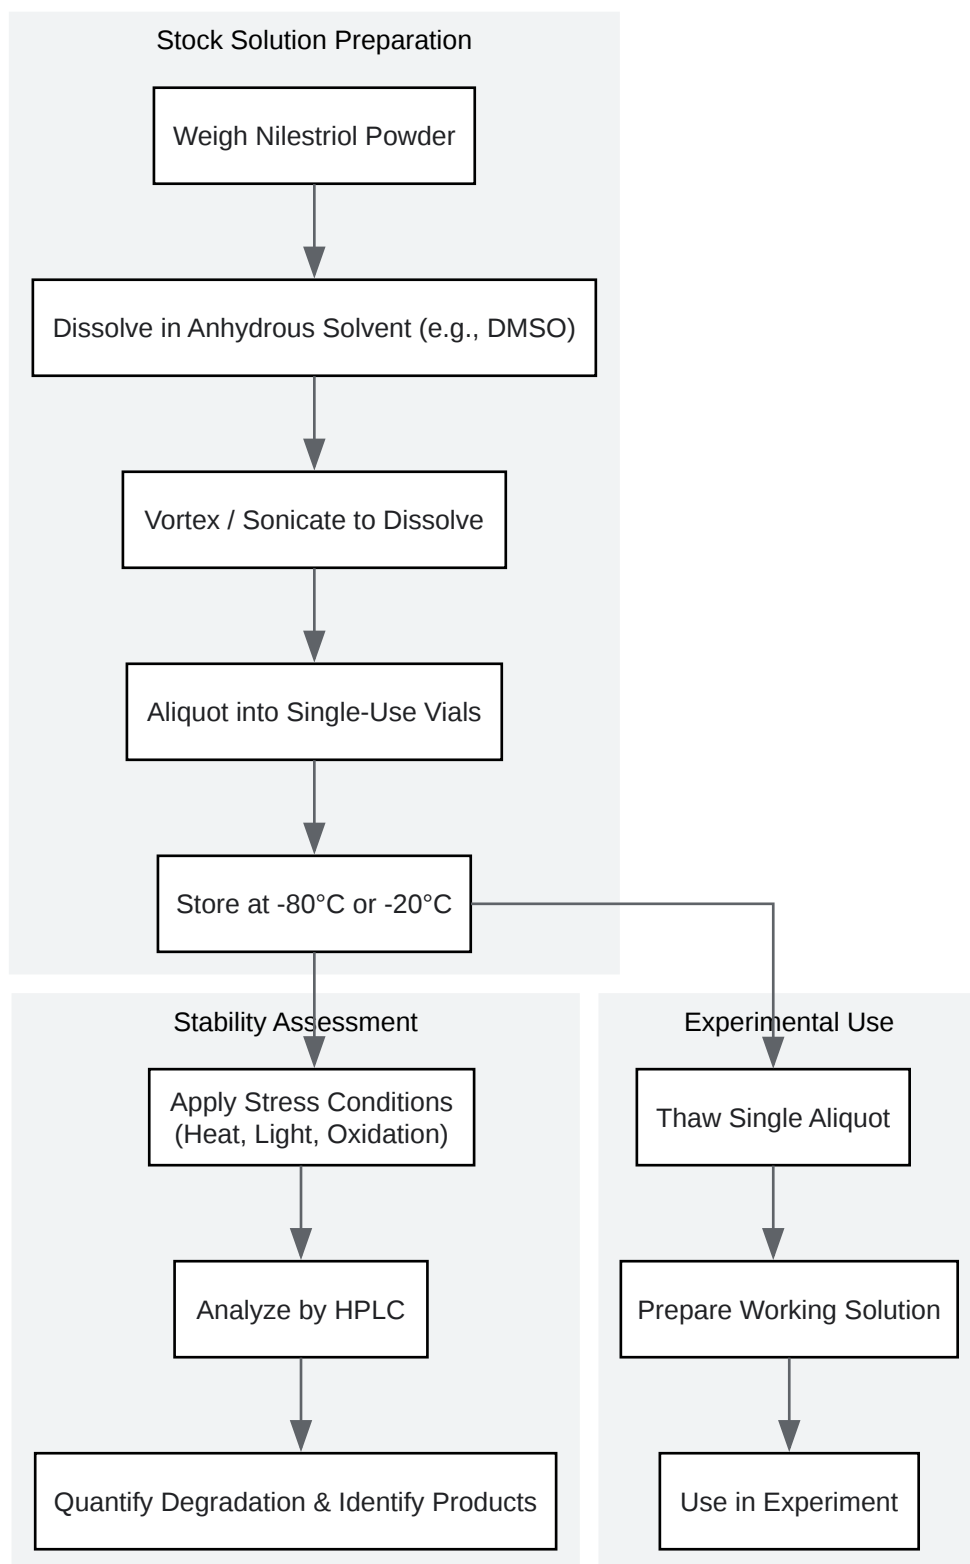 Stock Solution Preparation
Weigh Nilestriol Powder
Dissolve in Anhydrous Solvent (e.g., DMSO)
Vortex / Sonicate to Dissolve
Aliquot into Single-Use Vials
Store at -80°C or -20°C
Stability Assessment
Apply Stress Conditions
(Heat, Light, Oxidation)
Analyze by HPLC
Quantify Degradation & Identify Products
Experimental Use
Thaw Single Aliquot
Prepare Working Solution
Use in Experiment